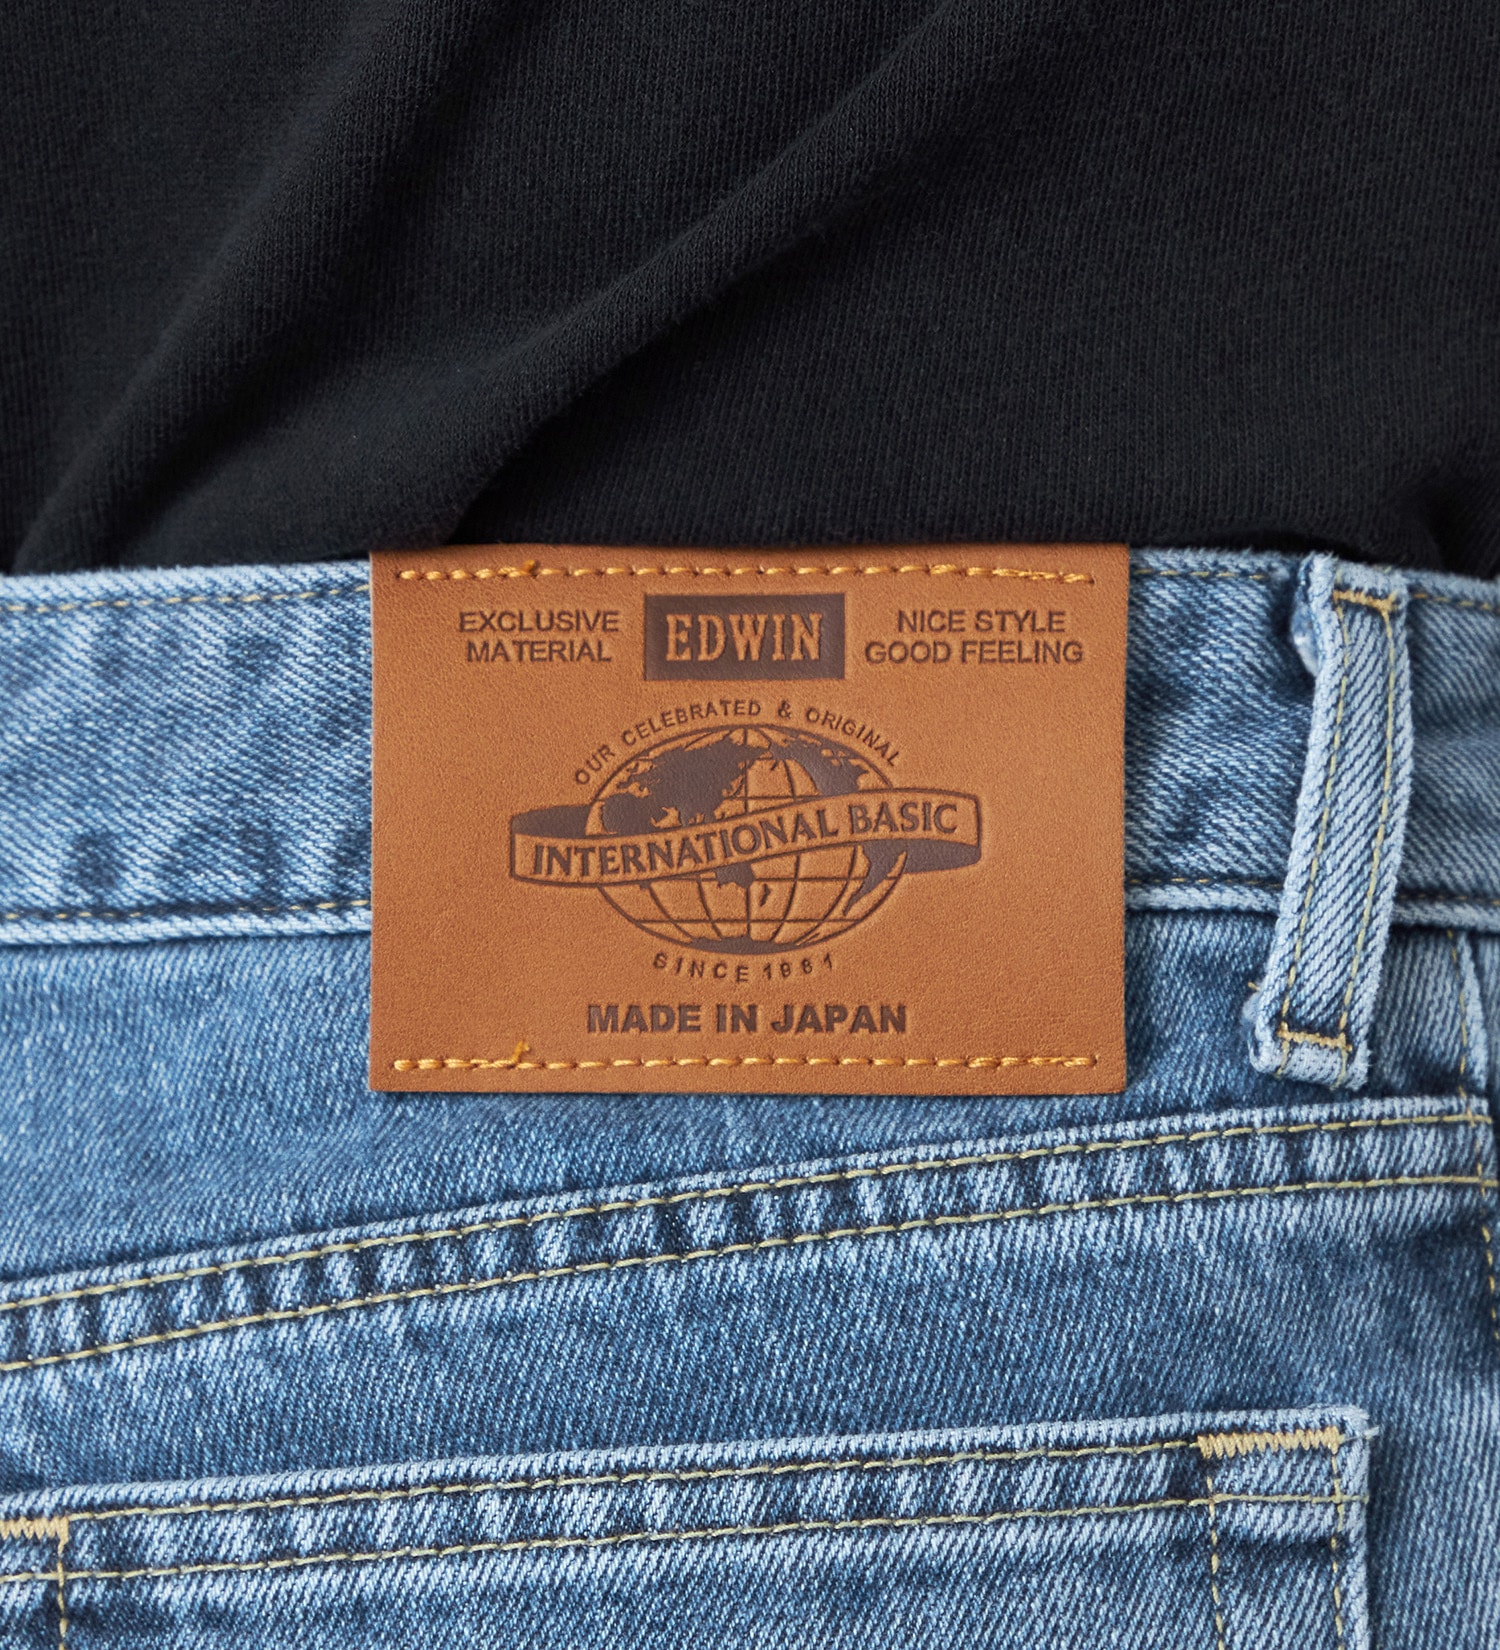 EXCLUSIVE
MATERIAL
EDWIN
NICE STYLE
GOOD FEELING
OUR CELEBRATED & ORIGINAL
INTERNATIONAL BASIC
SINCE 1961
MADE IN JAPAN